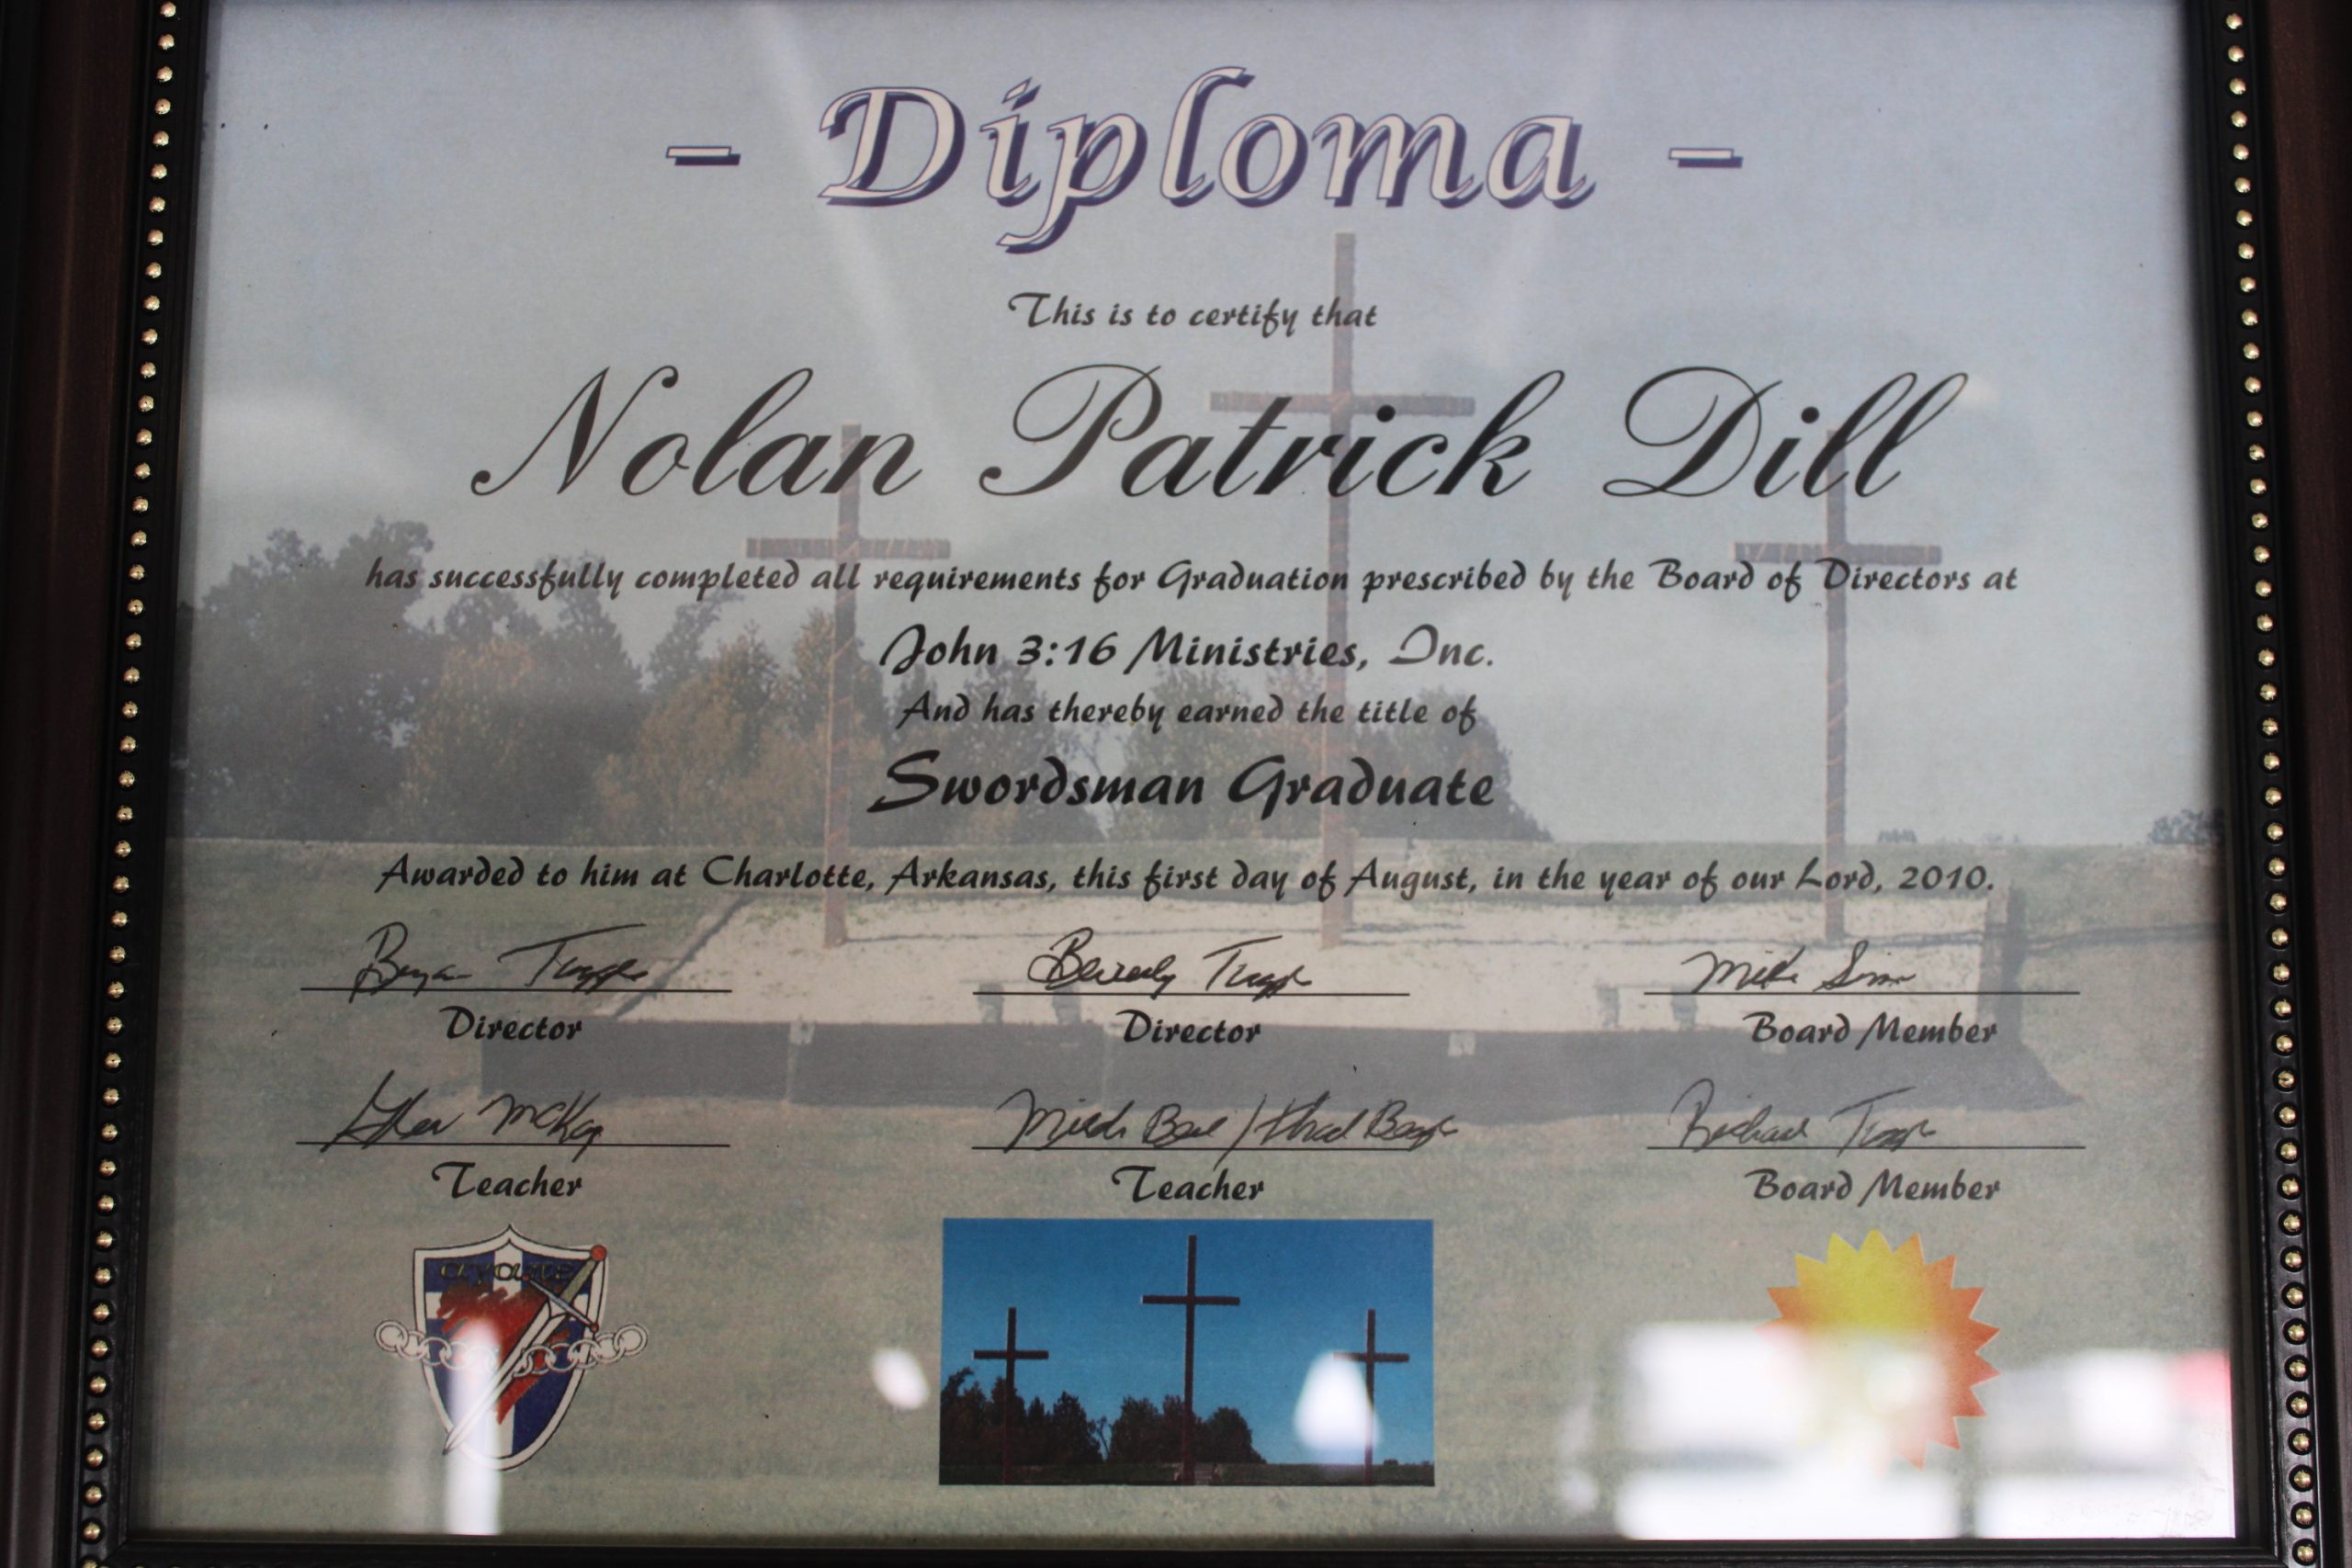 - Diploma -
This is to certify that
Nolan Patrick Dill
has successfully completed all requirements for Graduation prescribed by the Board of Directors at
John 3:16 Ministries, Inc.
And has thereby earned the title of
Swordsman Graduate
Awarded to him at Charlotte, Arkansas, this first day of August, in the year of our Lord, 2010.
Beverly
Director Director Board Member
McKay Richard
Teacher Teacher Board Member